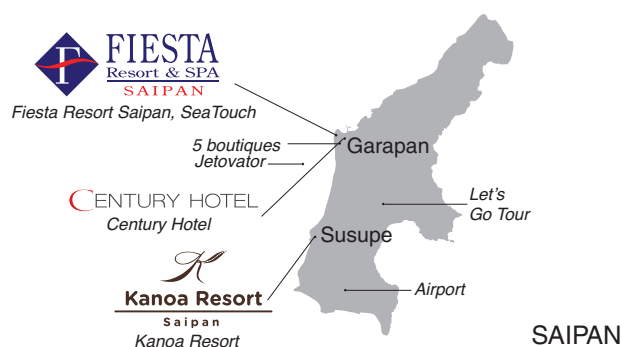 F FIESTA
Resort & SPA
SAIPAN
Fiesta Resort Saipan, SeaTouch
5 boutiques
Jetovator
Garapan
CENTURY HOTEL
Century Hotel
Let's
Go Tour
Susupe
K
Kanoa Resort
Saipan
Kanoa Resort
Airport
SAIPAN